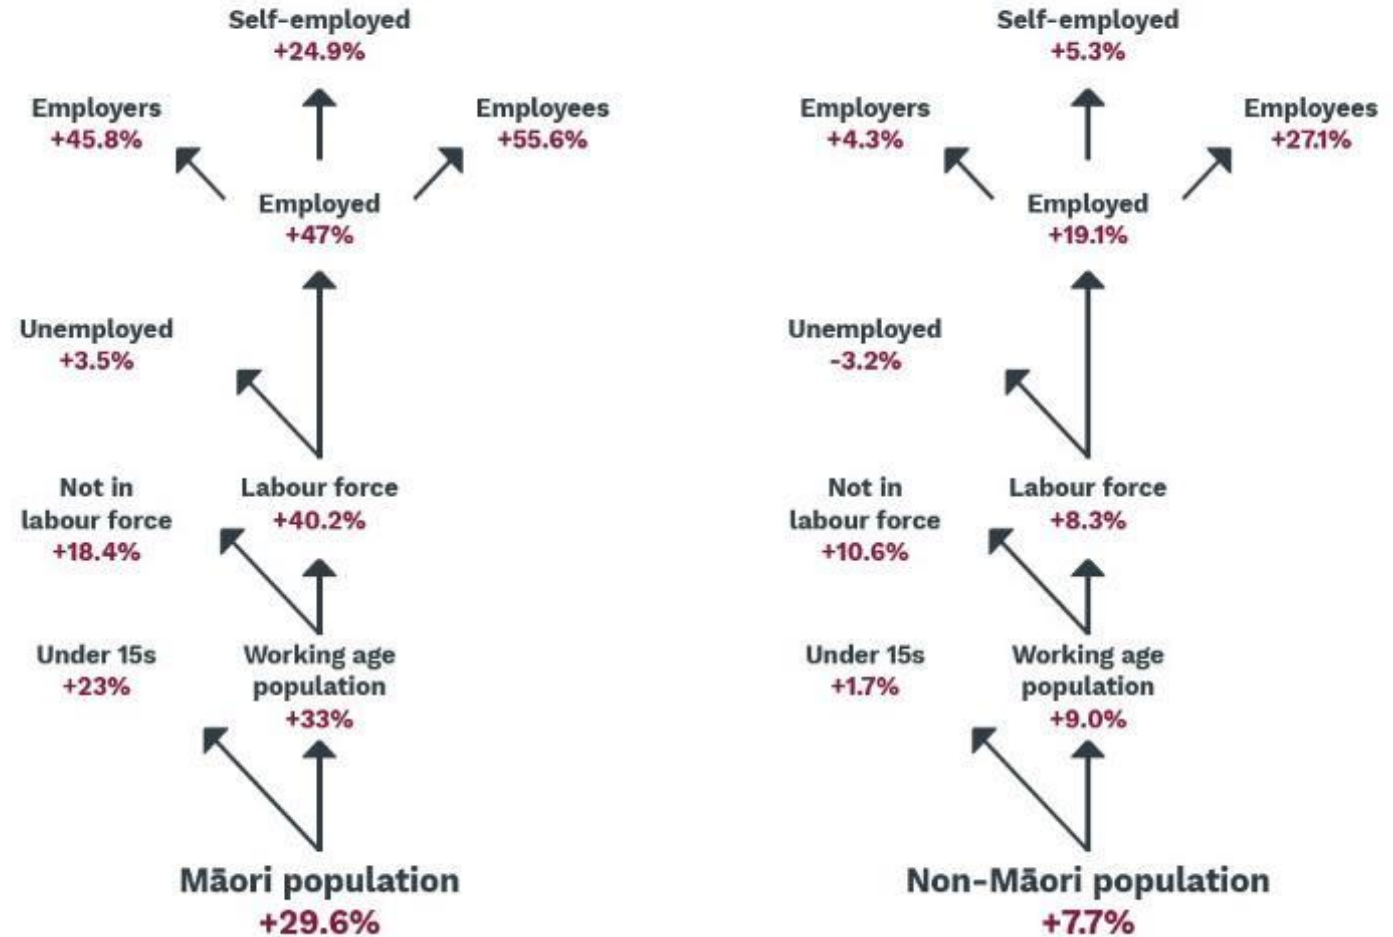 Self-employed
+24.9%
Employers
+45.8%
Employees
+55.6%
Employed
+47%
Unemployed
+3.5%
Not in
labour force
+18.4%
Labour force
+40.2%
Under 15s
+23%
Working age
population
+33%
Māori population
+29.6%
Self-employed
+5.3%
Employers
+4.3%
Employees
+27.1%
Employed
+19.1%
Unemployed
-3.2%
Not in
labour force
+10.6%
Labour force
+8.3%
Under 15s
+1.7%
Working age
population
+9.0%
Non-Māori population
+7.7%